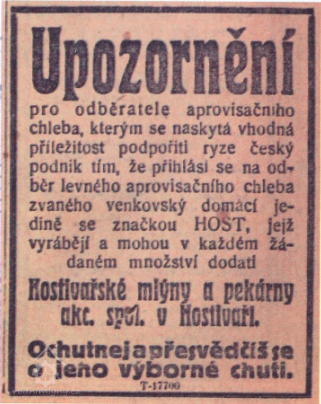 Upozornění
pro odběratele aprovisačního
chleba, kterým se naskytá vhodná
příležitost podpořiti ryze český
podnik tím, že přihlásí se na od-
běr levného aprovisačního chleba
zvaného venkovský domácí je-
dině se značkou HOST, jejž
vyrábějí a mohou v každém žá-
daném množství dodati
Hostivařské mlýny a pekárny
akc. spol. v Hostivaři.
Ochutnej a přesvědčíš se
o jeho výborné chuti.
T-17700